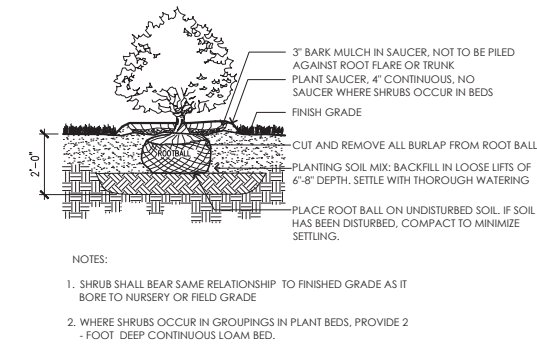 3" BARK MULCH IN SAUCER, NOT TO BE PILED
AGAINST ROOT FLARE OR TRUNK
PLANT SAUCER, 4" CONTINUOUS, NO
SAUCER WHERE SHRUBS OCCUR IN BEDS
FINISH GRADE
CUT AND REMOVE ALL BURLAP FROM ROOT BALL
ROOTBALL
2'-0"
PLANTING SOIL MIX: BACKFILL IN LOOSE LIFTS OF
6"-8" DEPTH. SETTLE WITH THOROUGH WATERING
PLACE ROOT BALL ON UNDISTURBED SOIL. IF SOIL
HAS BEEN DISTURBED, COMPACT TO MINIMIZE
SETTLING.
NOTES:
1. SHRUB SHALL BEAR SAME RELATIONSHIP TO FINISHED GRADE AS IT
BORE TO NURSERY OR FIELD GRADE
2. WHERE SHRUBS OCCUR IN GROUPINGS IN PLANT BEDS, PROVIDE 2
- FOOT DEEP CONTINUOUS LOAM BED.